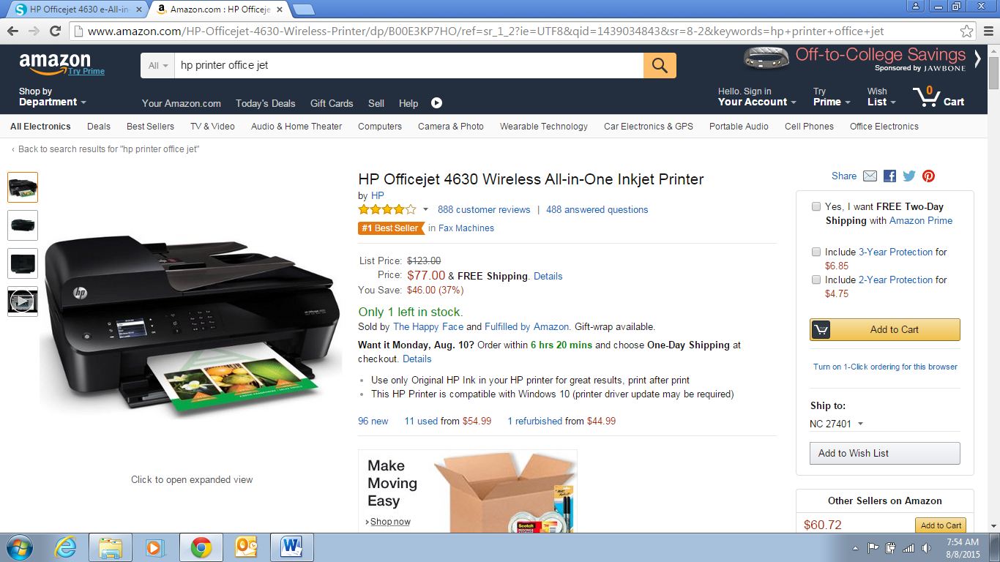 HP Officejet 4630 e-All-in-
Amazon.com : HP Officeje
www.amazon.com/HP-Officejet-4630-Wireless-Printer/dp/B00E3KP7HO/ref=sr_1_2?ie=UTF8&qid=1439034843&sr=8-2&keywords=hp+printer+office+jet
amazon
Try Prime
All
hp printer office jet
Off-to-College Savings
Sponsored by JAWBONE
Shop by
Department
Your Amazon.com Today's Deals Gift Cards Sell Help
Hello. Sign in
Your Account
Try
Prime
Wish
List
0
Cart
All Electronics Deals Best Sellers TV & Video Audio & Home Theater Computers Camera & Photo Wearable Technology Car Electronics & GPS Portable Audio Cell Phones Office Electronics
‹ Back to search results for "hp printer office jet"
hp
Click to open expanded view
HP Officejet 4630 Wireless All-in-One Inkjet Printer
by HP
888 customer reviews | 488 answered questions
#1 Best Seller in Fax Machines
List Price: $123.00
Price: $77.00 & FREE Shipping. Details
You Save: $46.00 (37%)
Only 1 left in stock.
Sold by The Happy Face and Fulfilled by Amazon. Gift-wrap available.
Want it Monday, Aug. 10? Order within 6 hrs 20 mins and choose One-Day Shipping at
checkout. Details
• Use only Original HP Ink in your HP printer for great results, print after print
• This HP Printer is compatible with Windows 10 (printer driver update may be required)
96 new 11 used from $54.99 1 refurbished from $44.99
Make
Moving
Easy
› Shop now
Scotch
Share
Yes, I want FREE Two-Day
Shipping with Amazon Prime
Include 3-Year Protection for
$6.85
Include 2-Year Protection for
$4.75
Add to Cart
Turn on 1-Click ordering for this browser
Ship to:
NC 27401
Add to Wish List
Other Sellers on Amazon
$60.72
Add to Cart
7:54 AM
8/8/2015